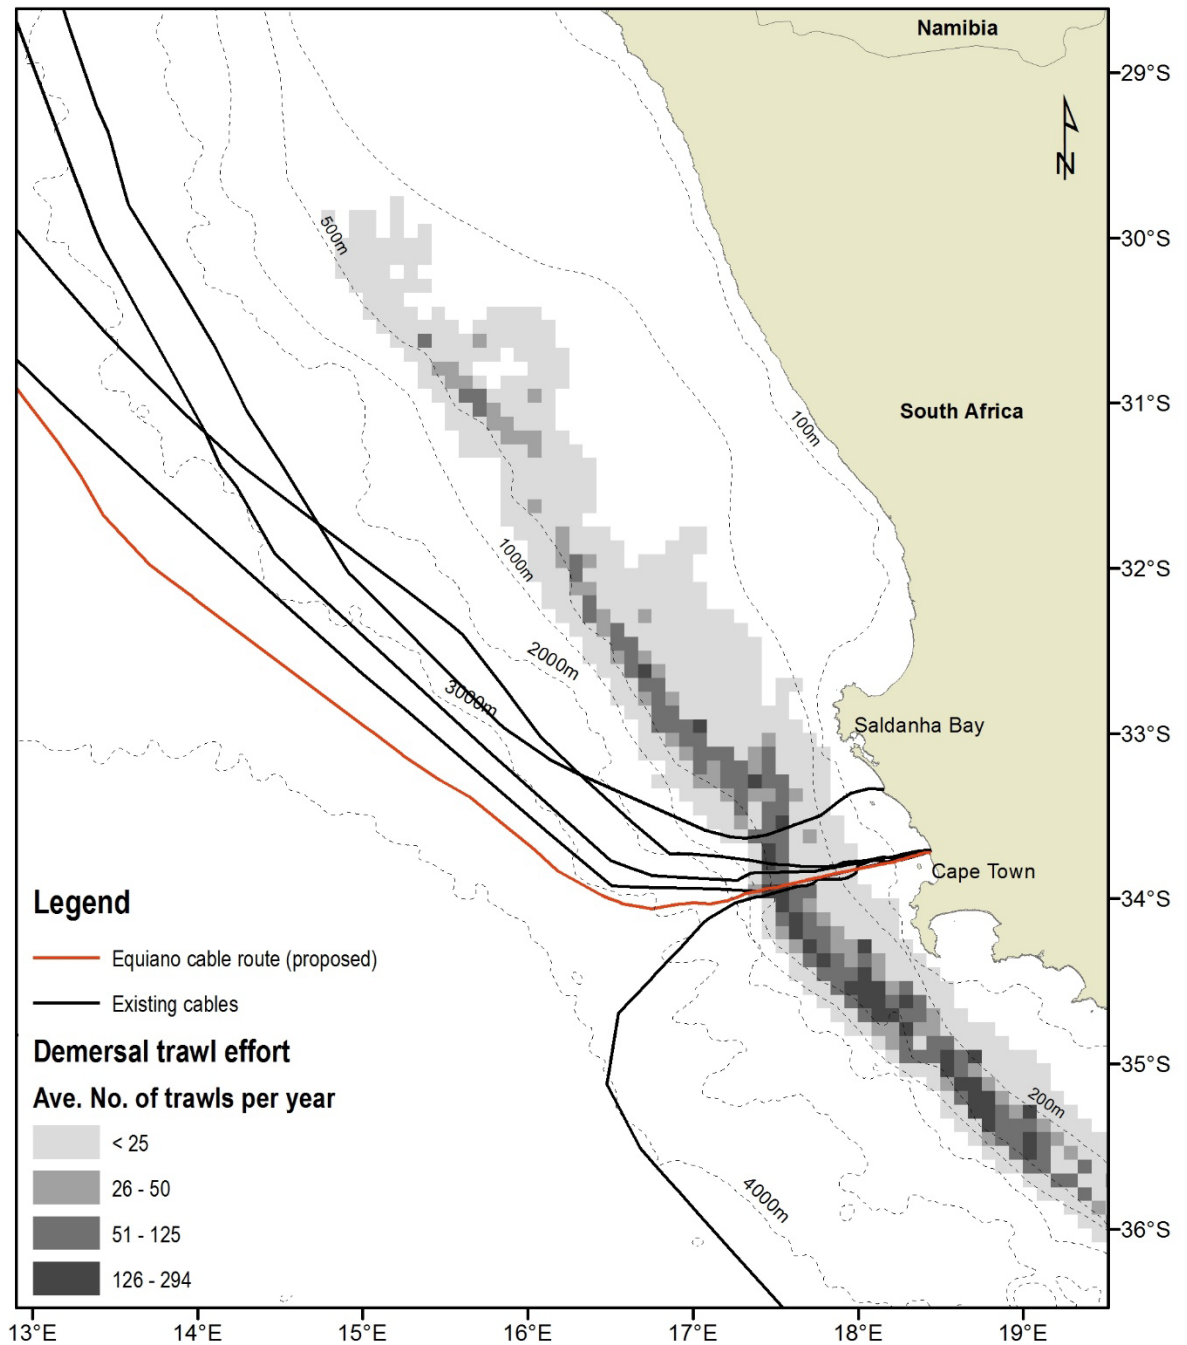 Namibia
29°S
N
30°S
500m
31°S
South Africa
100m
32°S
1000m
2000m
3000m
33°S
Saldanha Bay
Cape Town
34°S
Legend
Equiano cable route (proposed)
Existing cables
Demersal trawl effort
Ave. No. of trawls per year
< 25
26 - 50
51 - 125
126 - 294
35°S
200m
4000m
36°S
13°E
14°E
15°E
16°E
17°E
18°E
19°E